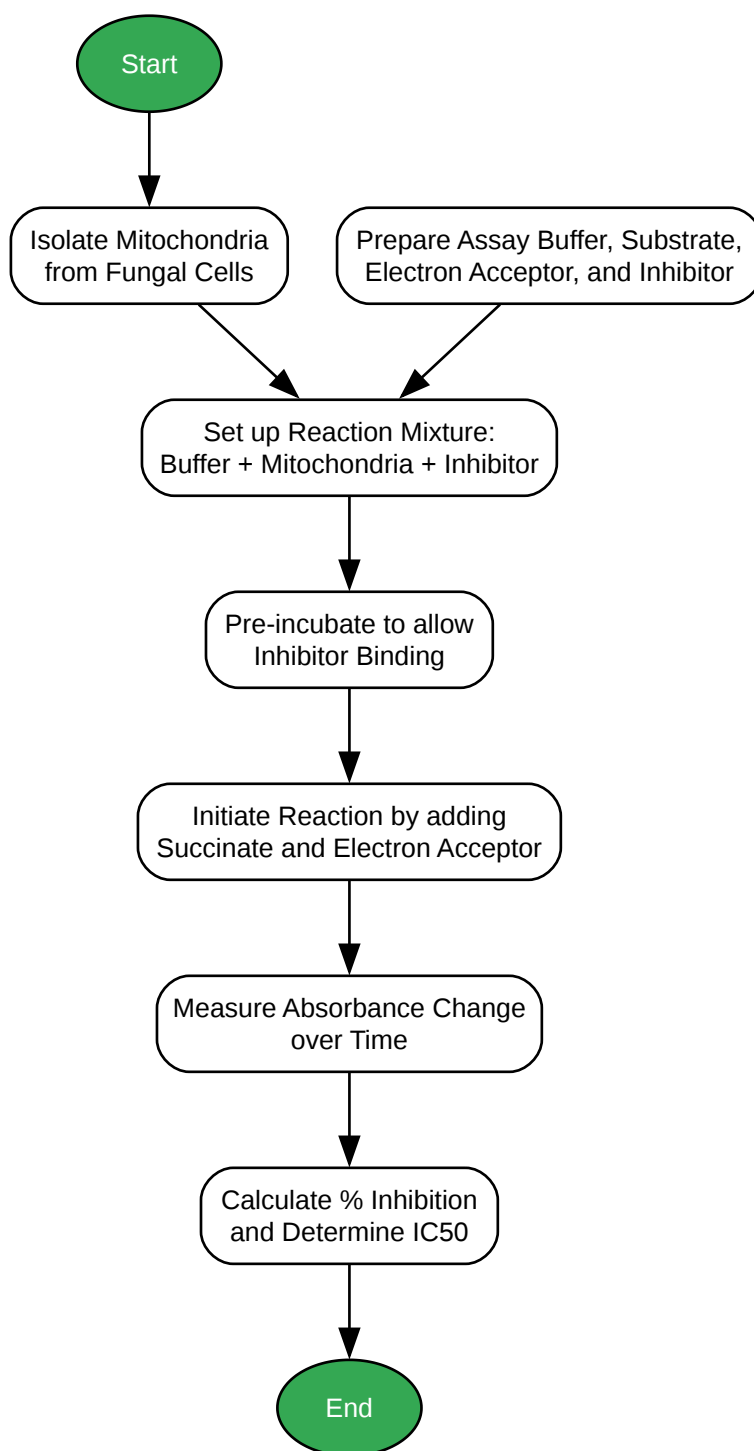 Start
Isolate Mitochondria
from Fungal Cells
Prepare Assay Buffer, Substrate,
Electron Acceptor, and Inhibitor
Set up Reaction Mixture:
Buffer + Mitochondria + Inhibitor
Pre-incubate to allow
Inhibitor Binding
Initiate Reaction by adding
Succinate and Electron Acceptor
Measure Absorbance Change
over Time
Calculate % Inhibition
and Determine IC50
End